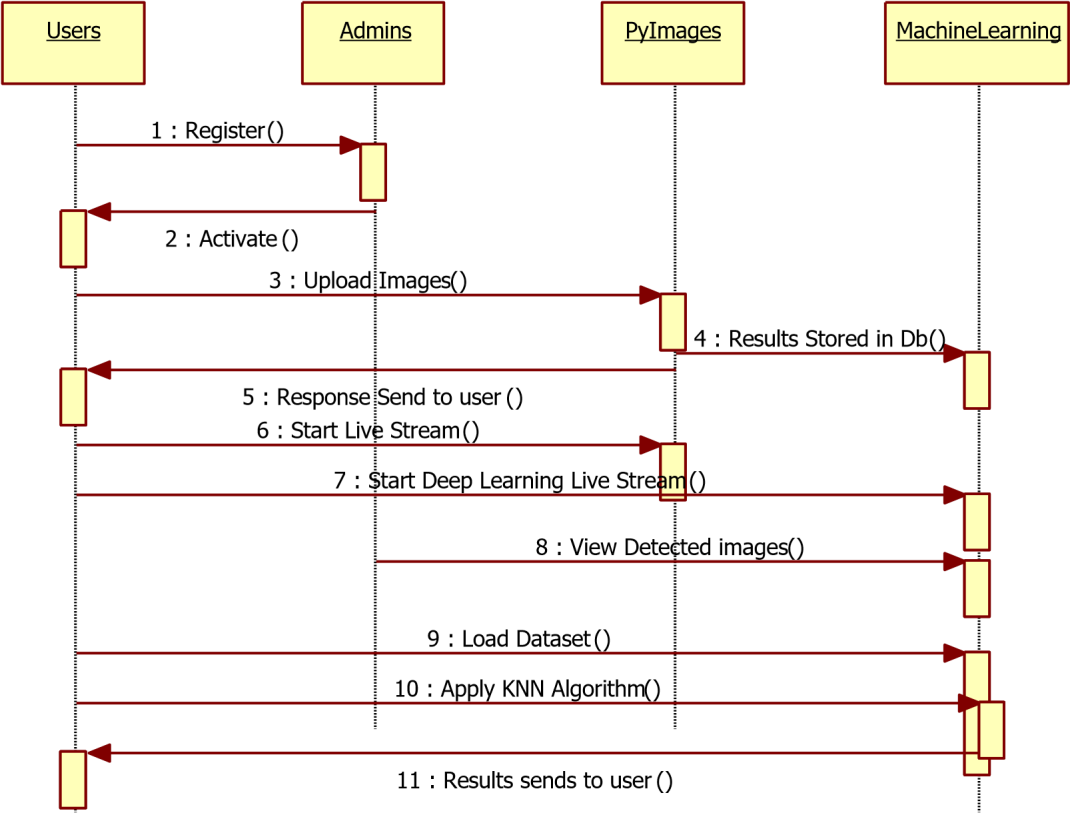 Users
Admins
PyImages
MachineLearning
1 : Register()
2 : Activate()
3 : Upload Images()
4 : Results Stored in Db()
5 : Response Send to user()
6 : Start Live Stream()
7 : Start Deep Learning Live Stream()
8 : View Detected images()
9 : Load Dataset()
10 : Apply KNN Algorithm()
11 : Results sends to user()